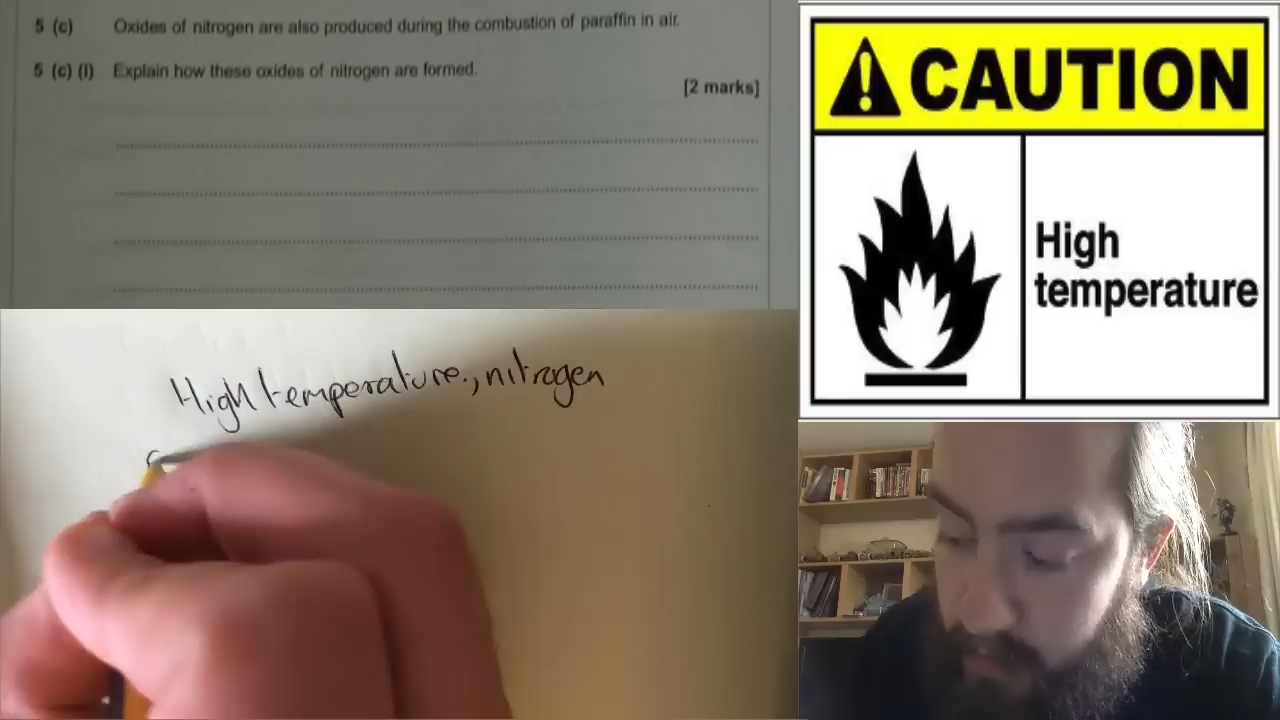 5 (c) Oxides of nitrogen are also produced during the combustion of paraffin in air.
5 (c) (i) Explain how these oxides of nitrogen are formed.
[2 marks]
High temperature., nitrogen
CAUTION
High
temperature